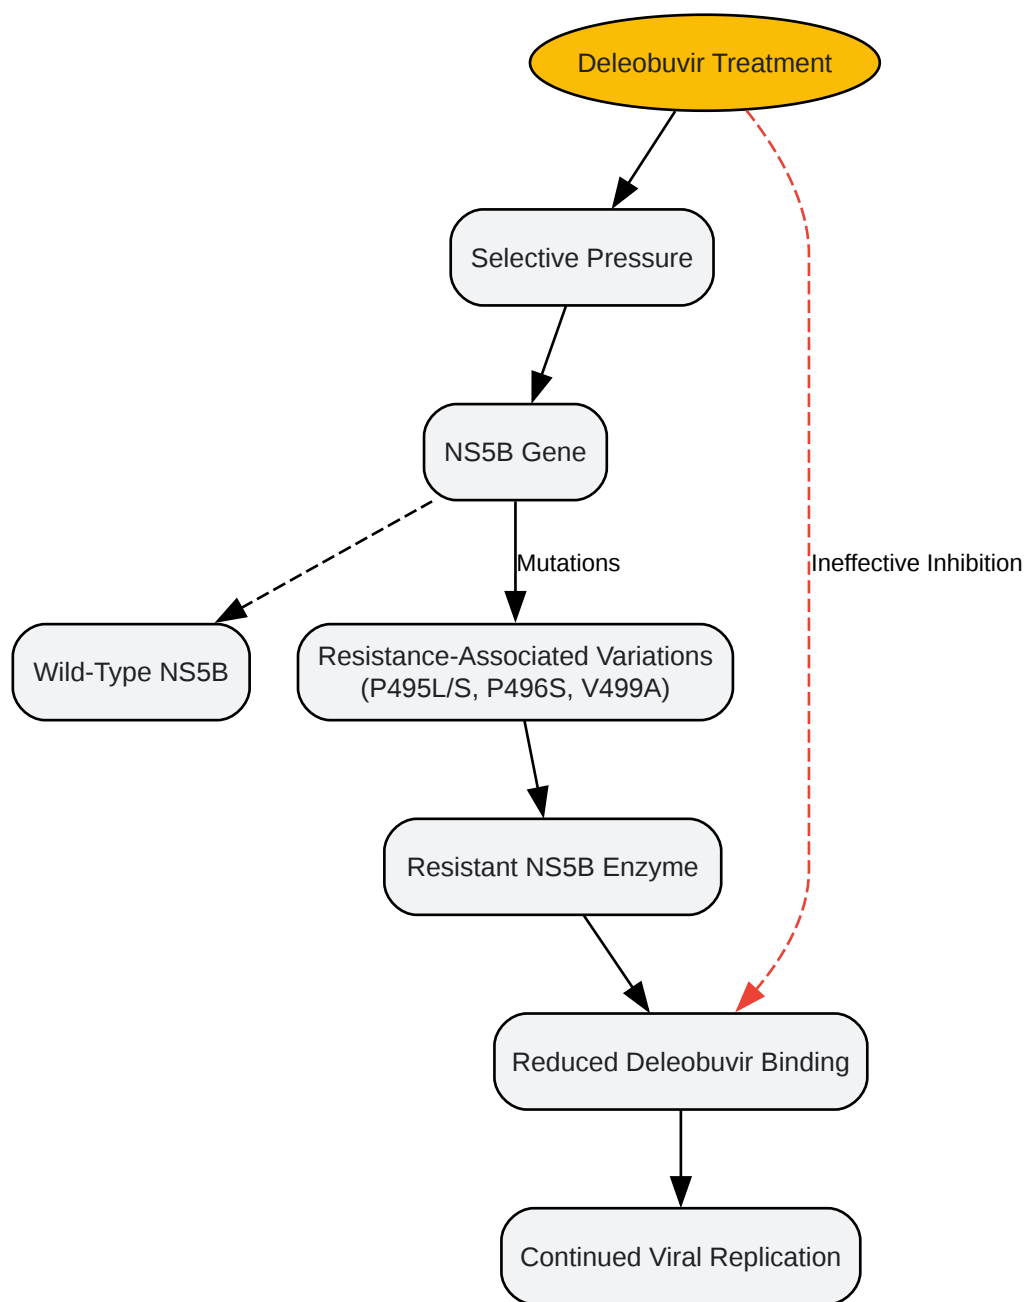 Deleobuvir Treatment
Selective Pressure
NS5B Gene
Mutations
Ineffective Inhibition
Wild-Type NS5B
Resistance-Associated Variations
(P495L/S, P496S, V499A)
Resistant NS5B Enzyme
Reduced Deleobuvir Binding
Continued Viral Replication